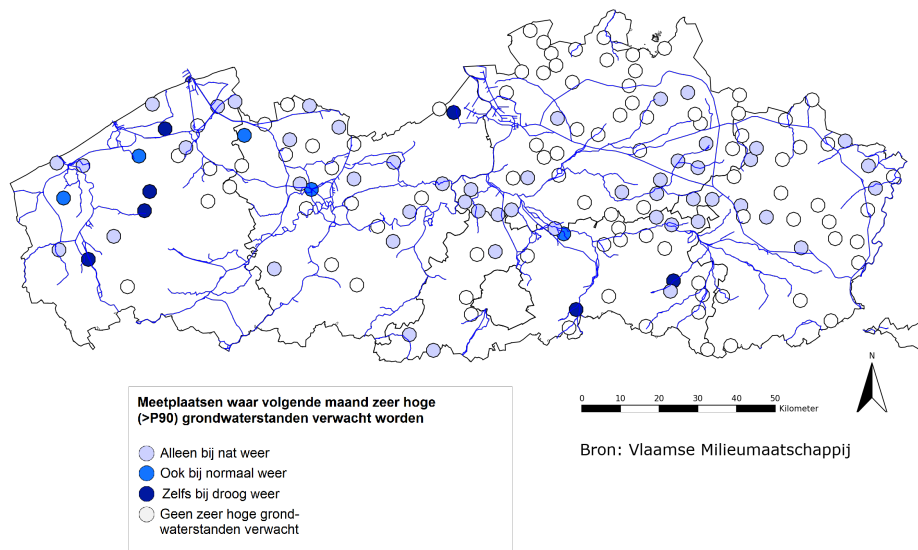 N
Meetplaatsen waar volgende maand zeer hoge
(>P90) grondwaterstanden verwacht worden
Alleen bij nat weer
Ook bij normaal weer
Zelfs bij droog weer
Geen zeer hoge grond-
waterstanden verwacht
0 10 20 30 40 50
Kilometer
Bron: Vlaamse Milieumaatschappij